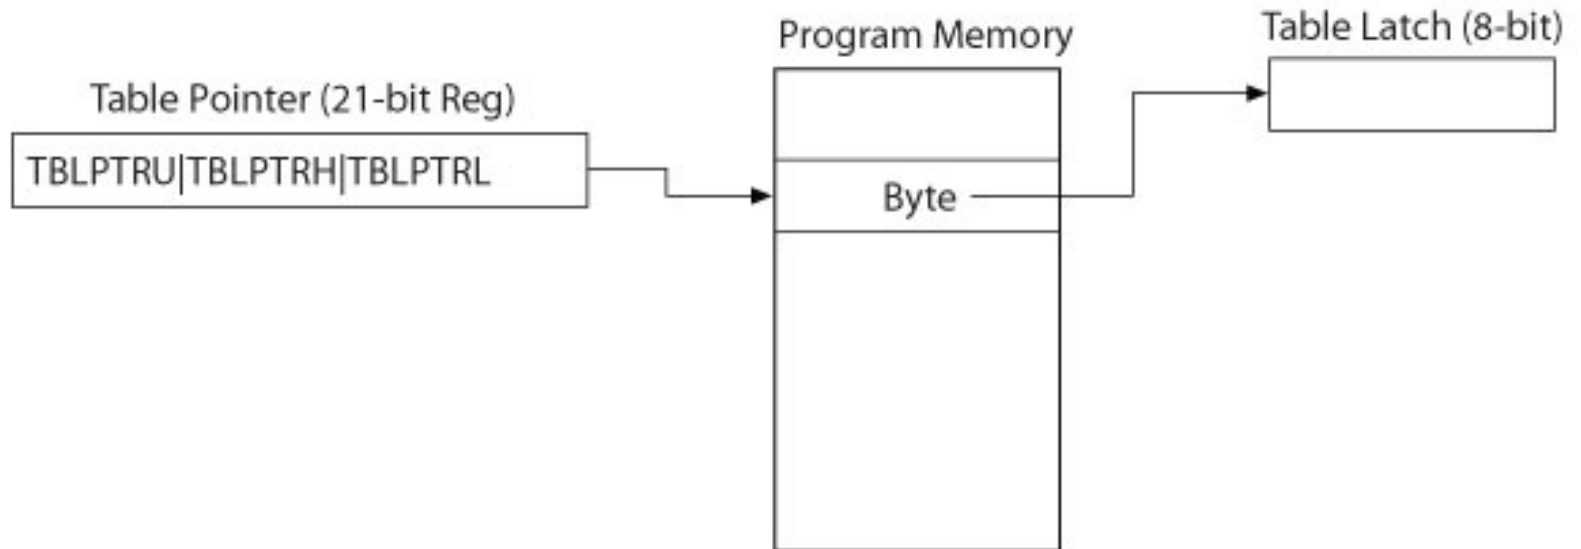 Program Memory
Table Latch (8-bit)
Table Pointer (21-bit Reg)
TBLPTRU|TBLPTRH|TBLPTRL
Byte